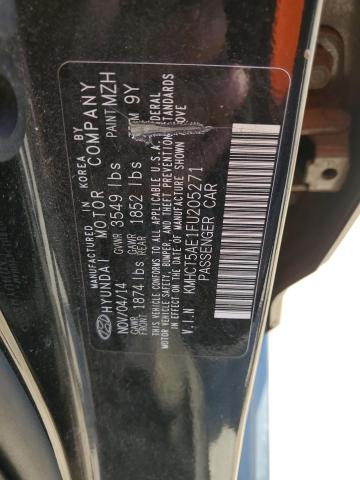 MANUFACTURED IN KOREA BY
HYUNDAI MOTOR COMPANY
NOV/04/14 GVWR 3549 lbs PAINT MZH
GAWR FRONT 1874 lbs GAWR REAR 1852 lbs 9Y
THIS VEHICLE CONFORMS TO ALL APPLICABLE U.S.A. FEDERAL
MOTOR VEHICLE SAFETY, BUMPER, AND THEFT PREVENTION STANDARDS
IN EFFECT ON THE DATE OF MANUFACTURE SHOWN
V.I.N KMHCT5AE1FU205271
PASSENGER CAR